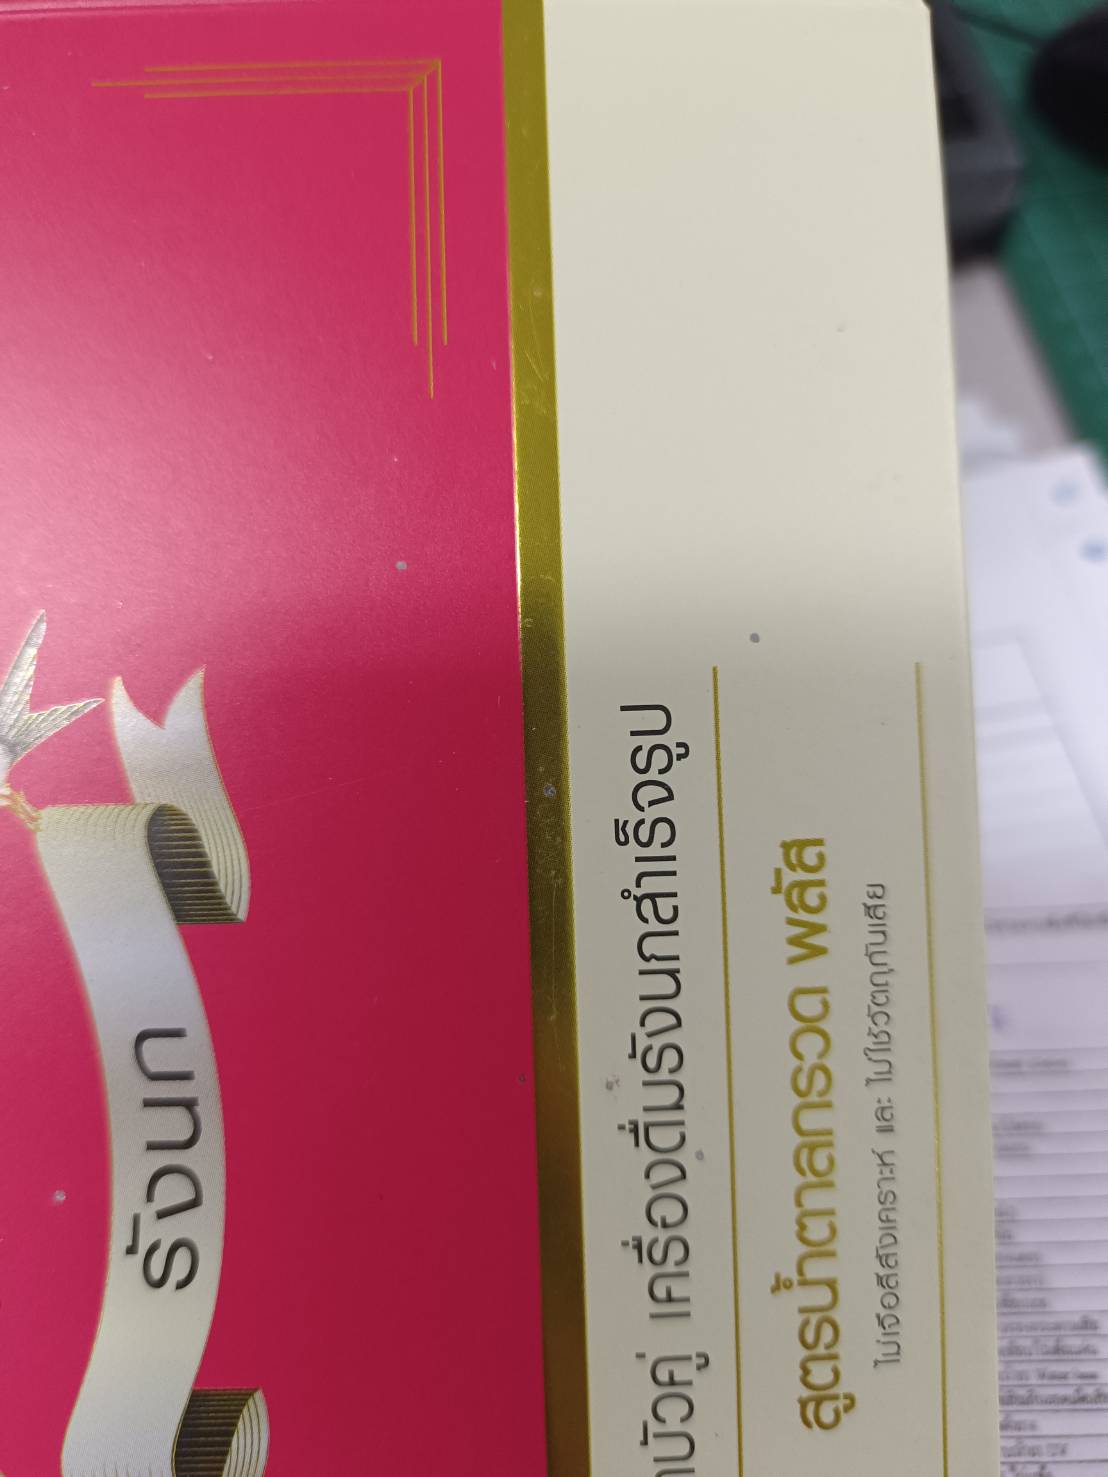 รังนก
บัวคู่ เครื่องดื่มรังนกสำเร็จรูป
สูตรน้ำตาลกรวด พลัส
ไม่เจือสีสังเคราะห์ และ ไม่ใช้วัตถุกันเสีย